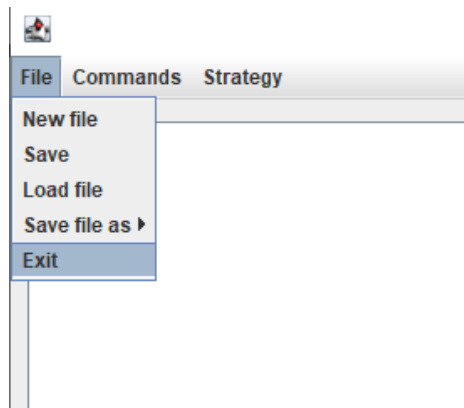 File Commands Strategy
New file
Save
Load file
Save file as
Exit